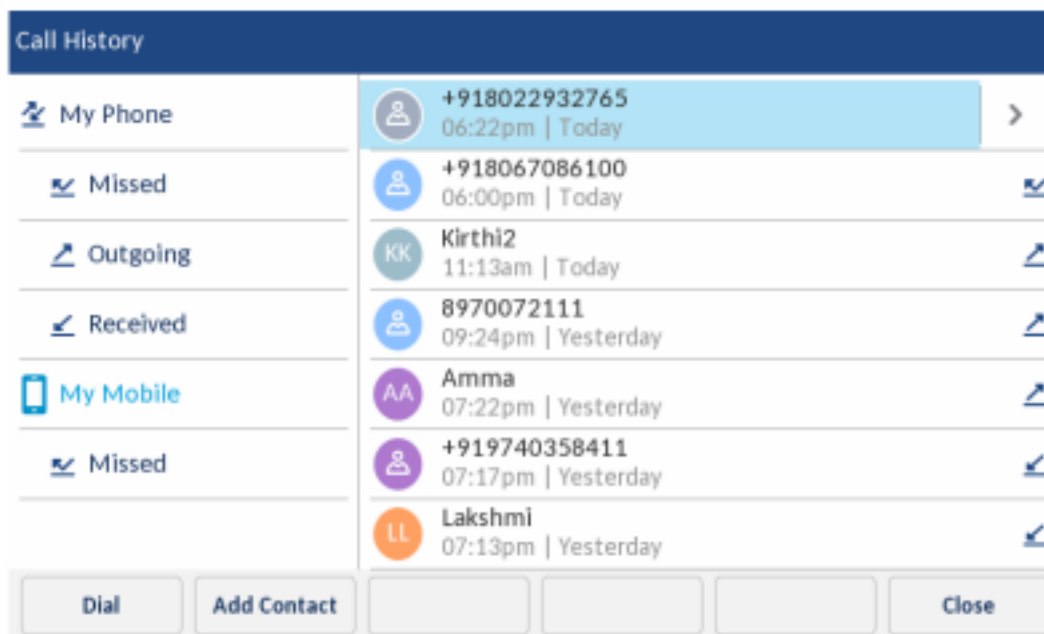 Call History
My Phone
Missed
Outgoing
Received
My Mobile
Missed
+918022932765
06:22pm | Today
+918067086100
06:00pm | Today
KK
Kirthi2
11:13am | Today
8970072111
09:24pm | Yesterday
AA
Amma
07:22pm | Yesterday
+919740358411
07:17pm | Yesterday
LL
Lakshmi
07:13pm | Yesterday
Dial
Add Contact
Close